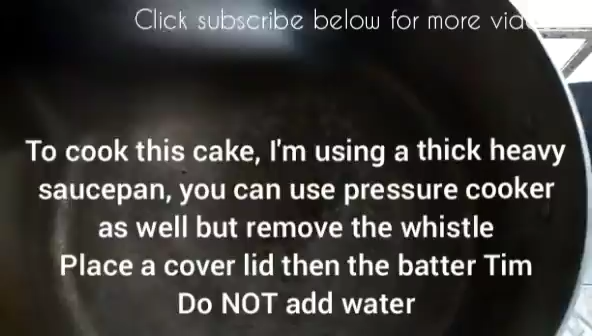 Click subscribe below for more
To cook this cake, I'm using a thick heavy
saucepan, you can use pressure cooker
as well but remove the whistle
Place a cover lid then the batter Tim
Do NOT add water